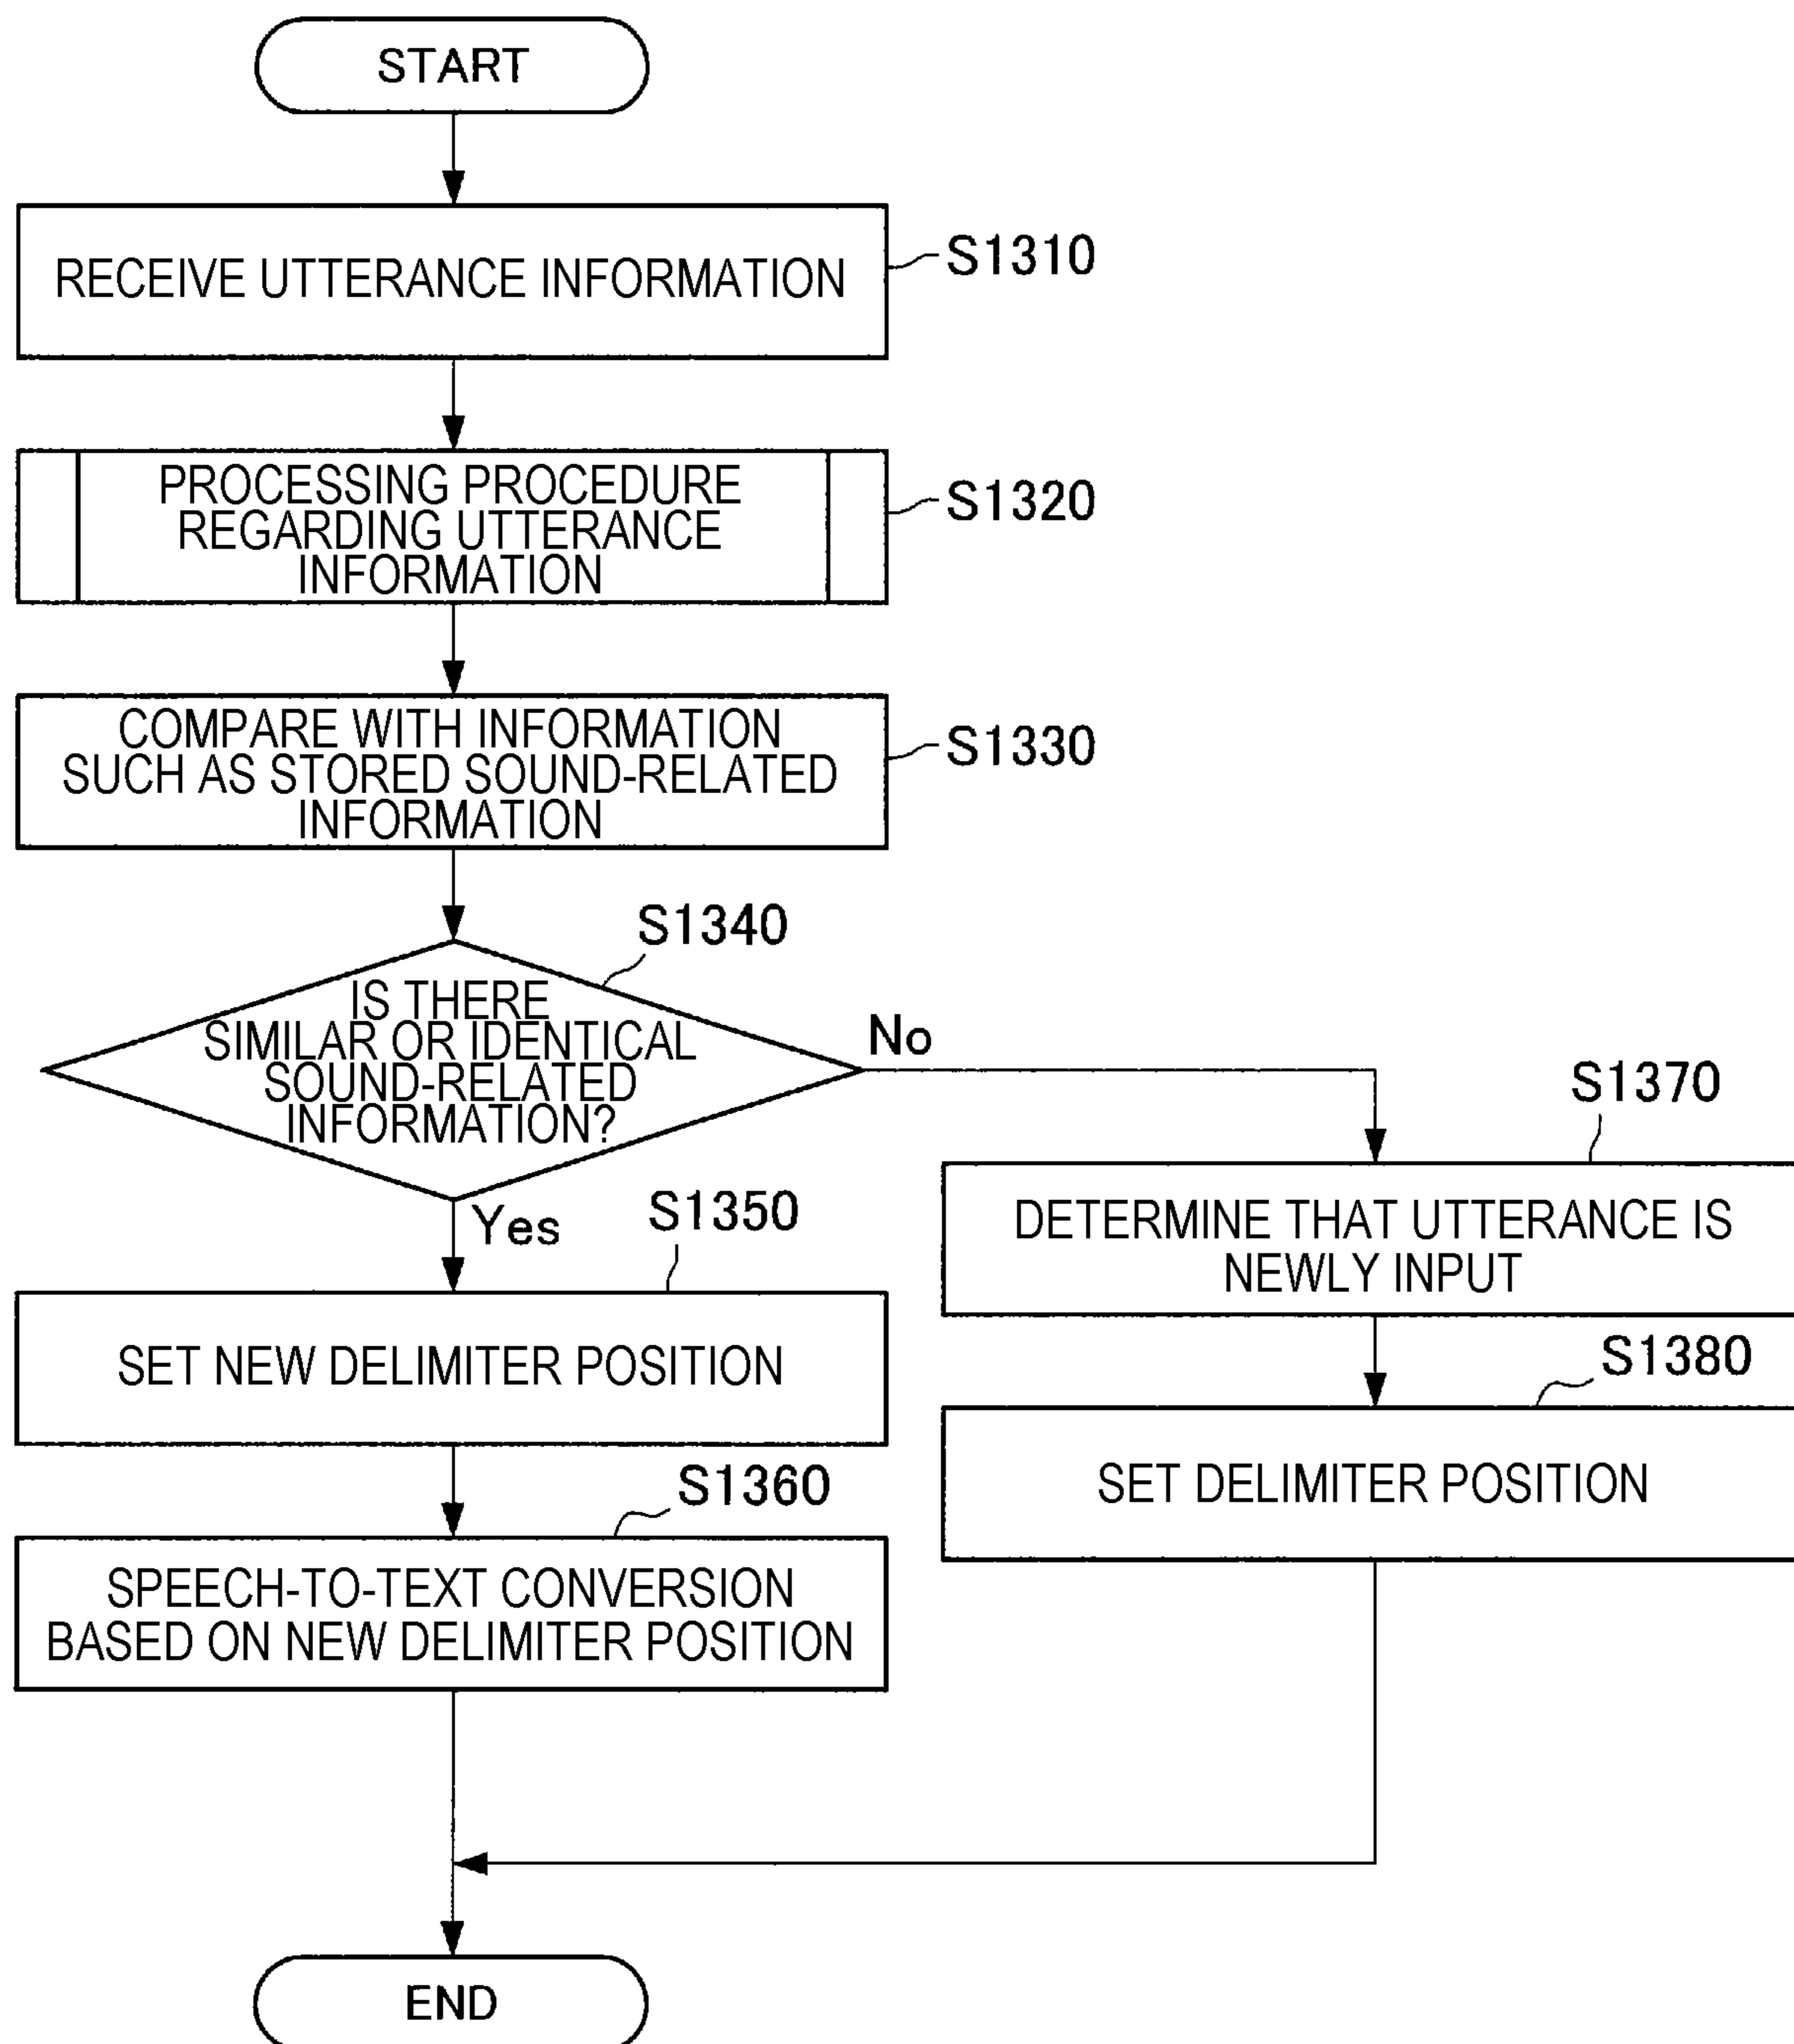 START
RECEIVE UTTERANCE INFORMATION
S1310
PROCESSING PROCEDURE
REGARDING UTTERANCE
INFORMATION
S1320
COMPARE WITH INFORMATION
SUCH AS STORED SOUND-RELATED
INFORMATION
S1330
S1340
IS THERE
SIMILAR OR IDENTICAL
SOUND-RELATED
INFORMATION?
No
Yes
S1350
SET NEW DELIMITER POSITION
S1360
SPEECH-TO-TEXT CONVERSION
BASED ON NEW DELIMITER POSITION
S1370
DETERMINE THAT UTTERANCE IS
NEWLY INPUT
S1380
SET DELIMITER POSITION
END